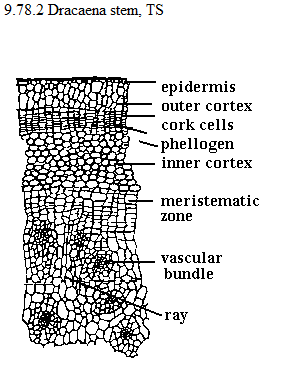 9.78.2 Dracaena stem, TS
epidermis
outer cortex
cork cells
phellogen
inner cortex
meristematic
zone
vascular
bundle
ray